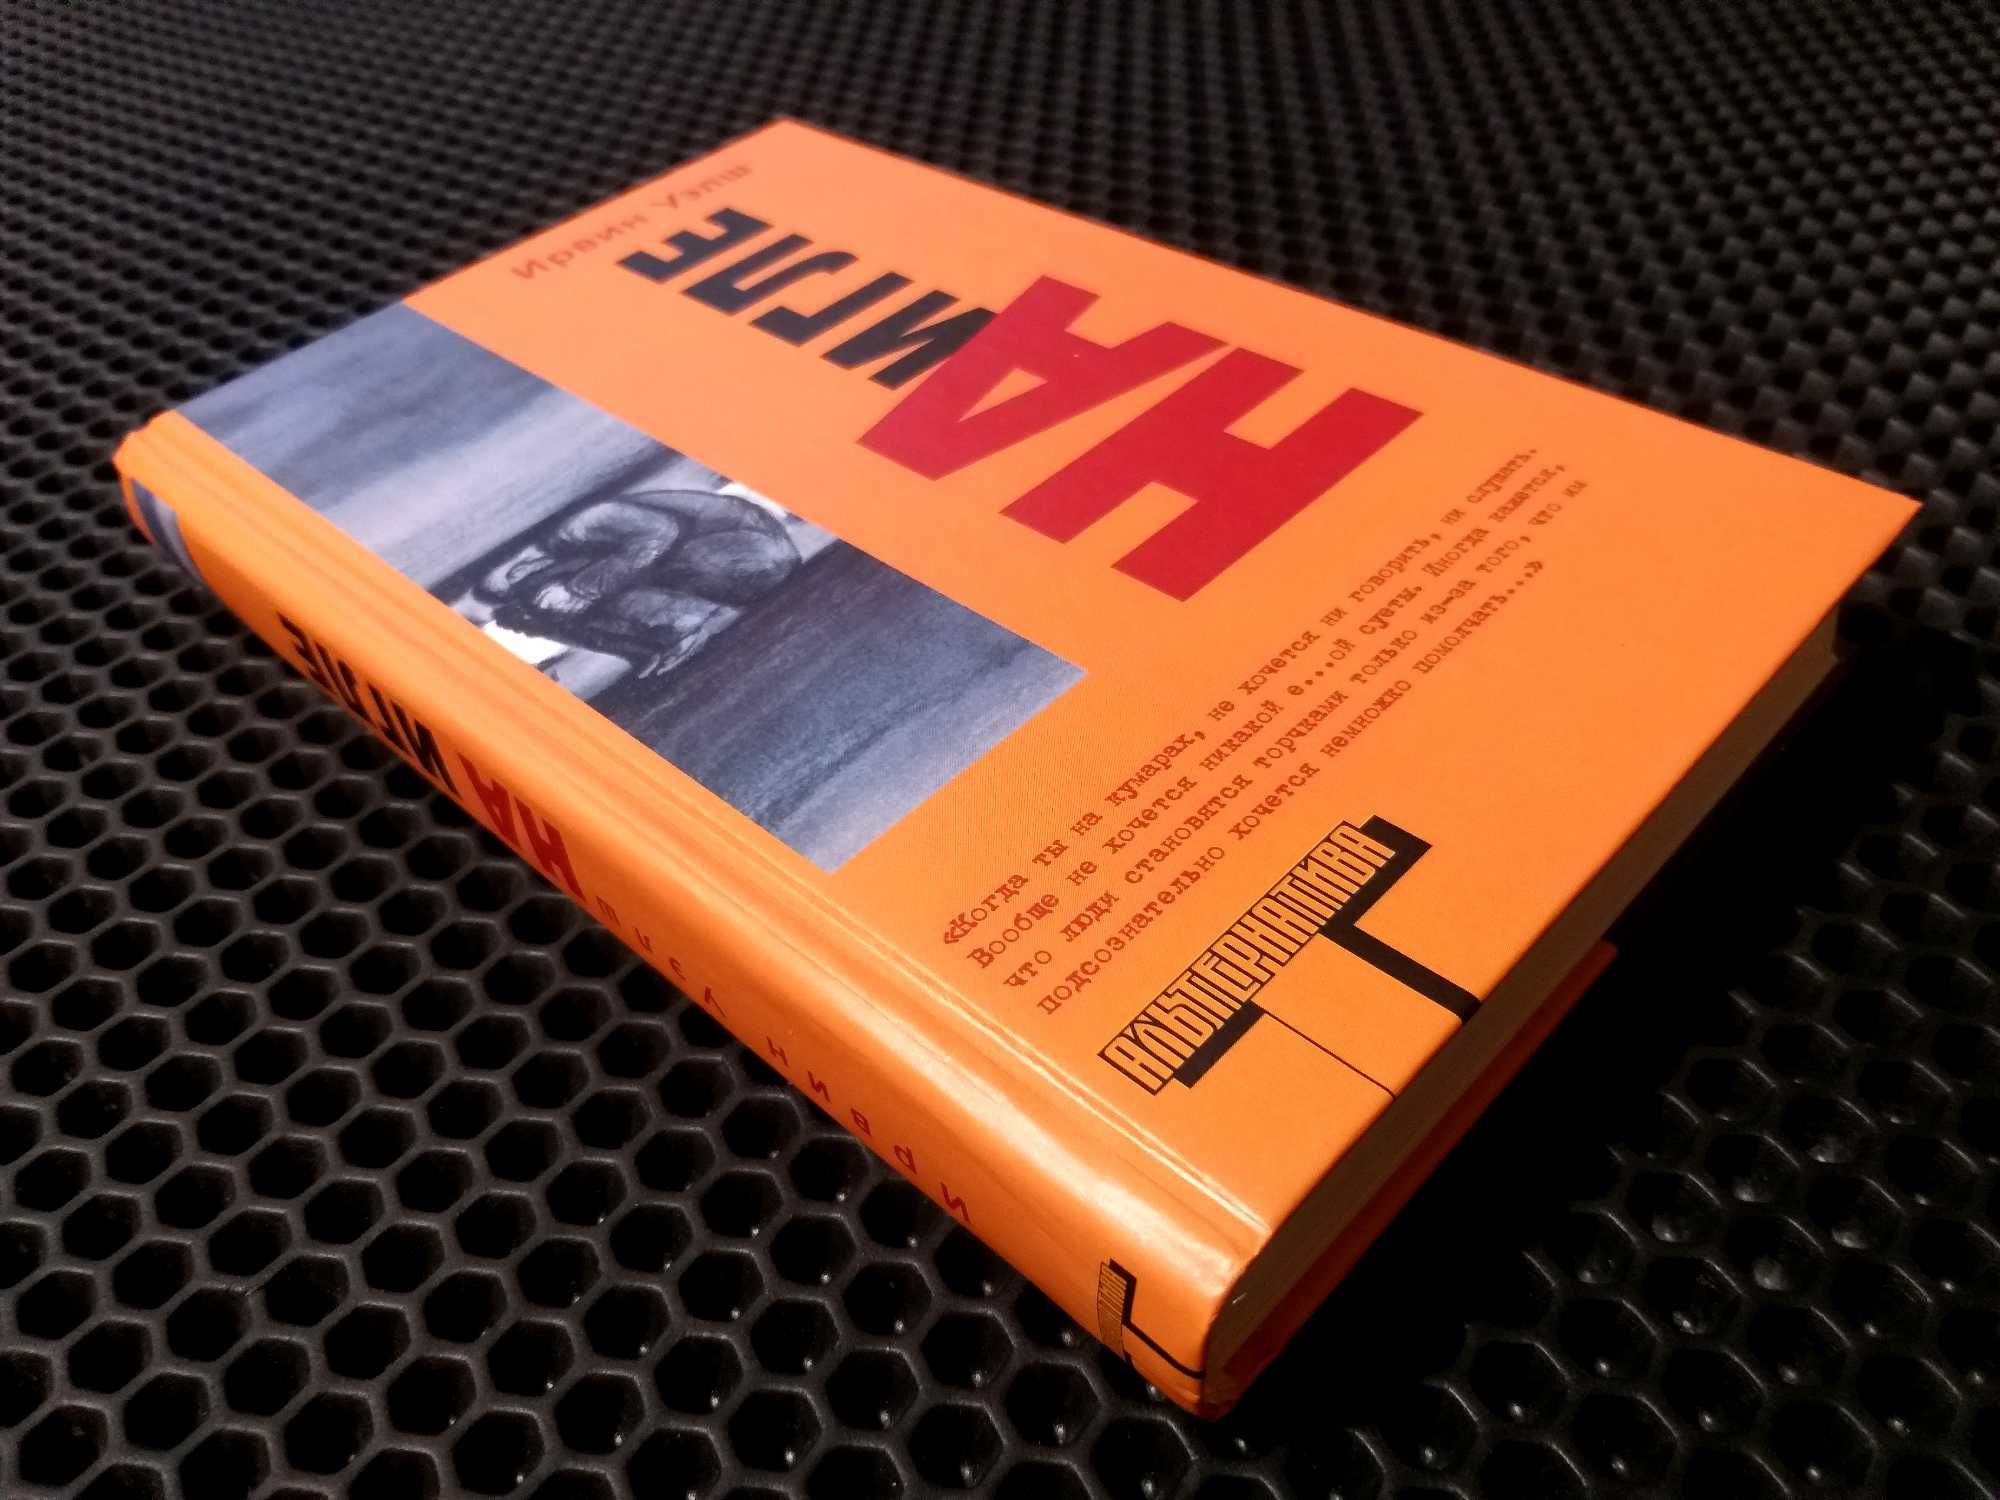 Ирвин Уэлш
НА
ИГЛЕ
«Когда ты на кумарах, не хочется ни говорить, ни слушать.
Вообще не хочется никакой е...ой суеты. Иногда кажется,
что люди становятся торчками только из-за того, что им
подсознательно хочется немножко помолчать...»
АЛЬТЕРНАТИВА
Ирвин Уэлш НА ИГЛЕ